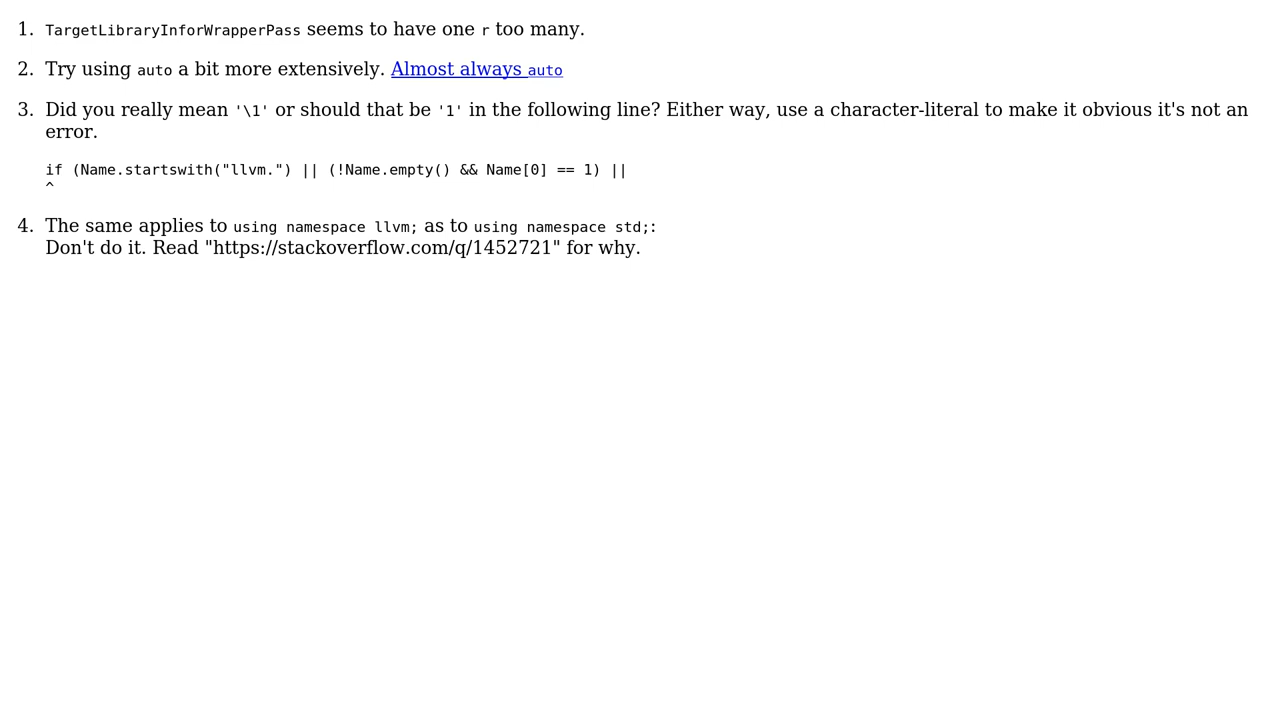 1. TargetLibraryInforWrapperPass seems to have one r too many.
2. Try using auto a bit more extensively. Almost always auto
3. Did you really mean '\1' or should that be '1' in the following line? Either way, use a character-literal to make it obvious it's not an
error.
if (Name.startswith("llvm.") || (!Name.empty() && Name[0] == 1) ||
^
4. The same applies to using namespace llvm; as to using namespace std;:
Don't do it. Read "https://stackoverflow.com/q/1452721" for why.